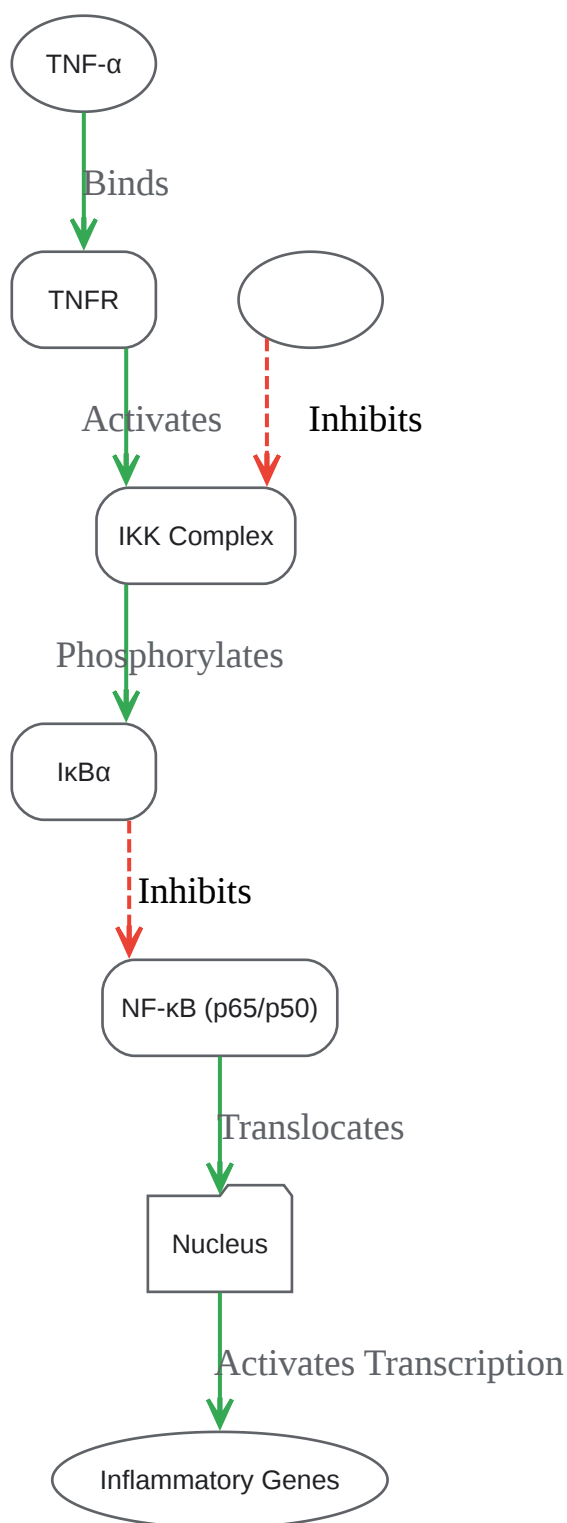 TNF-α
Binds
TNFR
Activates
Inhibits
IKK Complex
Phosphorylates
IκBα
Inhibits
NF-κB (p65/p50)
Translocates
Nucleus
Activates Transcription
Inflammatory Genes